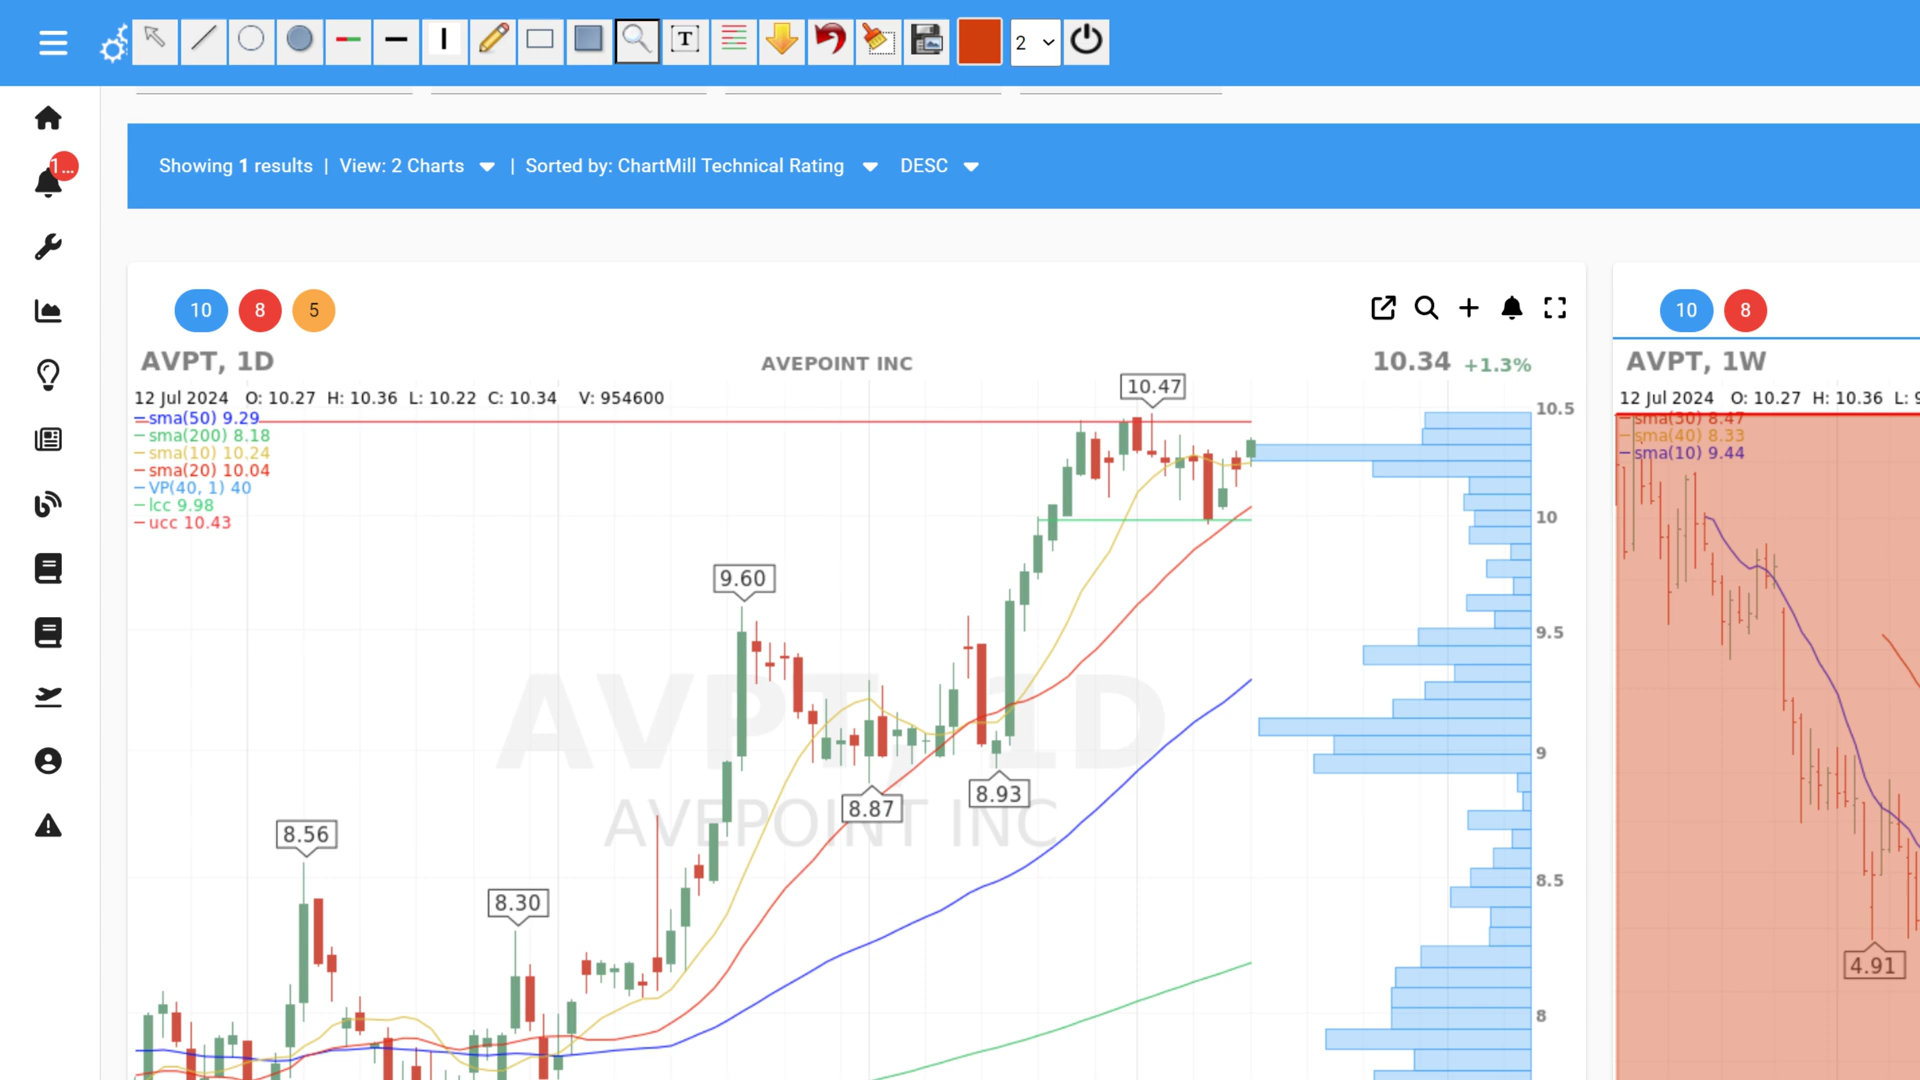 T
2
1...
Showing 1 results | View: 2 Charts | Sorted by: ChartMill Technical Rating DESC
10 8 5
AVPT, 1D AVEPOINT INC 10.34 +1.3%
12 Jul 2024 O: 10.27 H: 10.36 L: 10.22 C: 10.34 V: 954600
sma(50) 9.29
sma(200) 8.18
sma(10) 10.24
sma(20) 10.04
VP(40, 1) 40
lcc 9.98
ucc 10.43
10.47
9.60
8.87
8.93
8.56
8.30
10.5
10
9.5
9
8.5
8
AVPT, 1D
AVEPOINT INC
10 8
AVPT, 1W
12 Jul 2024 O: 10.27 H: 10.36 L: 9
sma(30) 8.47
sma(40) 8.33
sma(10) 9.44
4.91